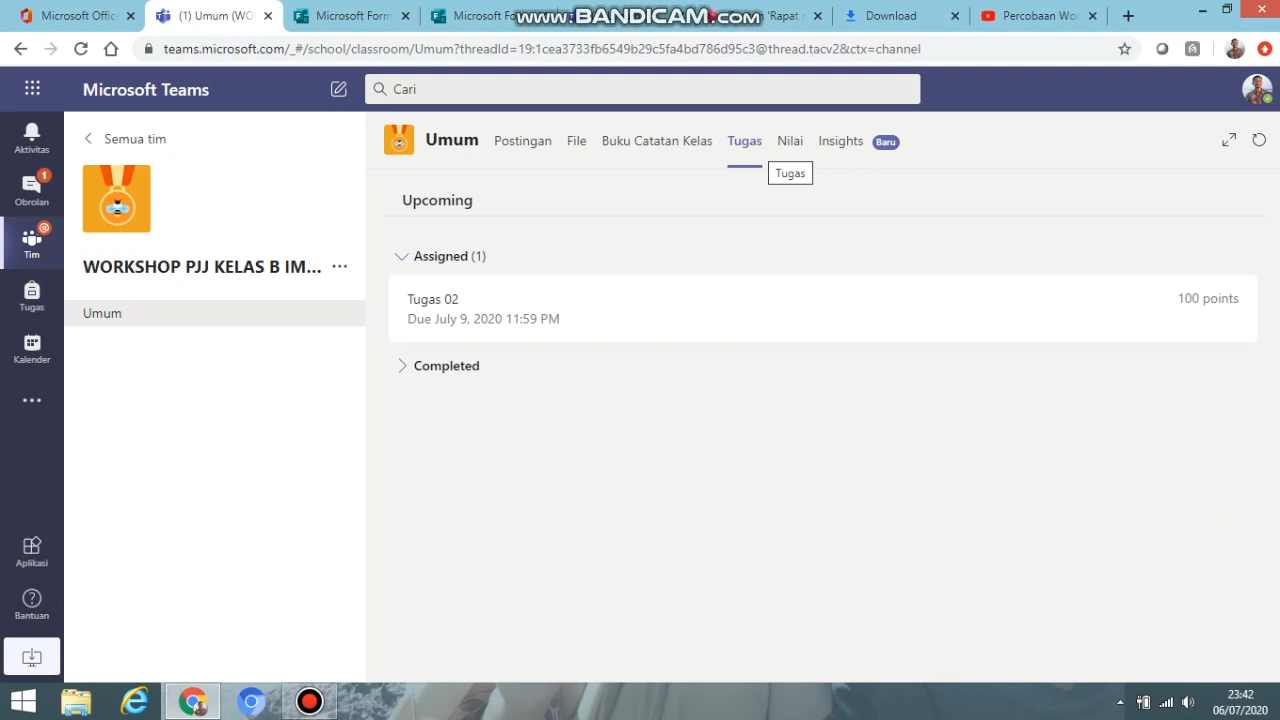 Microsoft Offic
(1) Umum (WO
Microsoft Form
Microsoft Fo
www.BANDICAM.com
'Rapat
Download
Percobaan Wo
teams.microsoft.com/_#/school/classroom/Umum?threadId=19:1cea3733fb6549b29c5fa4bd786d95c3@thread.tacv2&ctx=channel
Microsoft Teams
Cari
Aktivitas
1
Obrolan
@
Tim
Tugas
Kalender
Aplikasi
Bantuan
Semua tim
WORKSHOP PJJ KELAS B IM...
Umum
Umum
Postingan
File
Buku Catatan Kelas
Tugas
Nilai
Insights
Baru
Tugas
Upcoming
Assigned (1)
Tugas 02
100 points
Due July 9, 2020 11:59 PM
Completed
23:42
06/07/2020